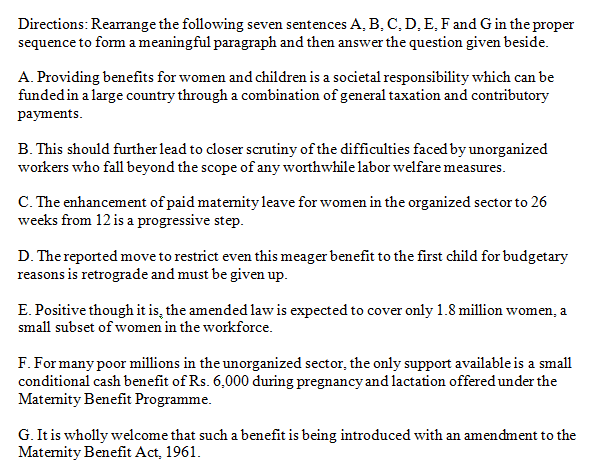 Directions: Rearrange the following seven sentences A, B, C, D, E, F and G in the proper
sequence to form a meaningful paragraph and then answer the question given beside.
A. Providing benefits for women and children is a societal responsibility which can be
funded in a large country through a combination of general taxation and contributory
payments.
B. This should further lead to closer scrutiny of the difficulties faced by unorganized
workers who fall beyond the scope of any worthwhile labor welfare measures.
C. The enhancement of paid maternity leave for women in the organized sector to 26
weeks from 12 is a progressive step.
D. The reported move to restrict even this meager benefit to the first child for budgetary
reasons is retrograde and must be given up.
E. Positive though it is, the amended law is expected to cover only 1.8 million women, a
small subset of women in the workforce.
F. For many poor millions in the unorganized sector, the only support available is a small
conditional cash benefit of Rs. 6,000 during pregnancy and lactation offered under the
Maternity Benefit Programme.
G. It is wholly welcome that such a benefit is being introduced with an amendment to the
Maternity Benefit Act, 1961.